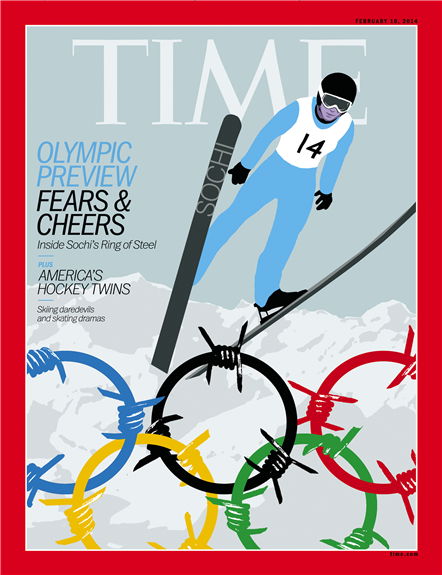 FEBRUARY 10, 2014
TIME
OLYMPIC
PREVIEW
FEARS &
CHEERS
Inside Sochi's Ring of Steel
PLUS
AMERICA'S
HOCKEY TWINS
Skiing daredevils
and skating dramas
SOCHI
14
time.com